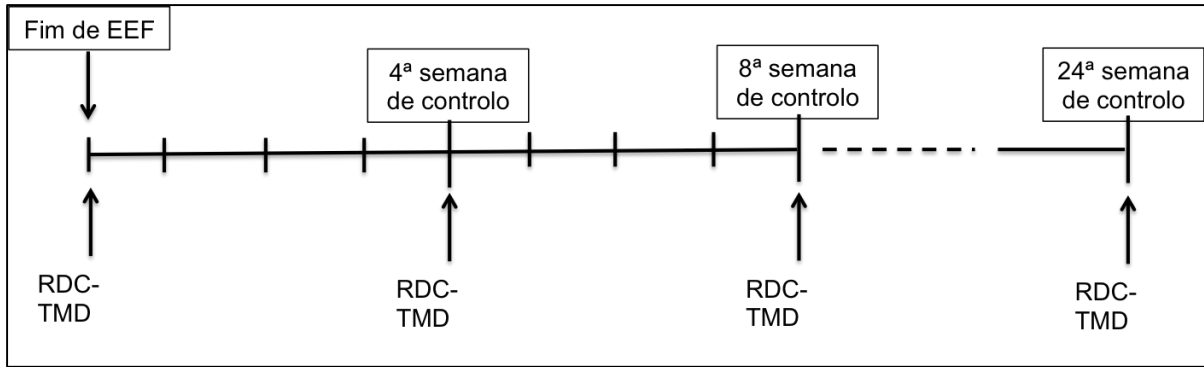 Fim de EEF
4ª semana
de controlo
8ª semana
de controlo
24ª semana
de controlo
RDC-
TMD
RDC-
TMD
RDC-
TMD
RDC-
TMD